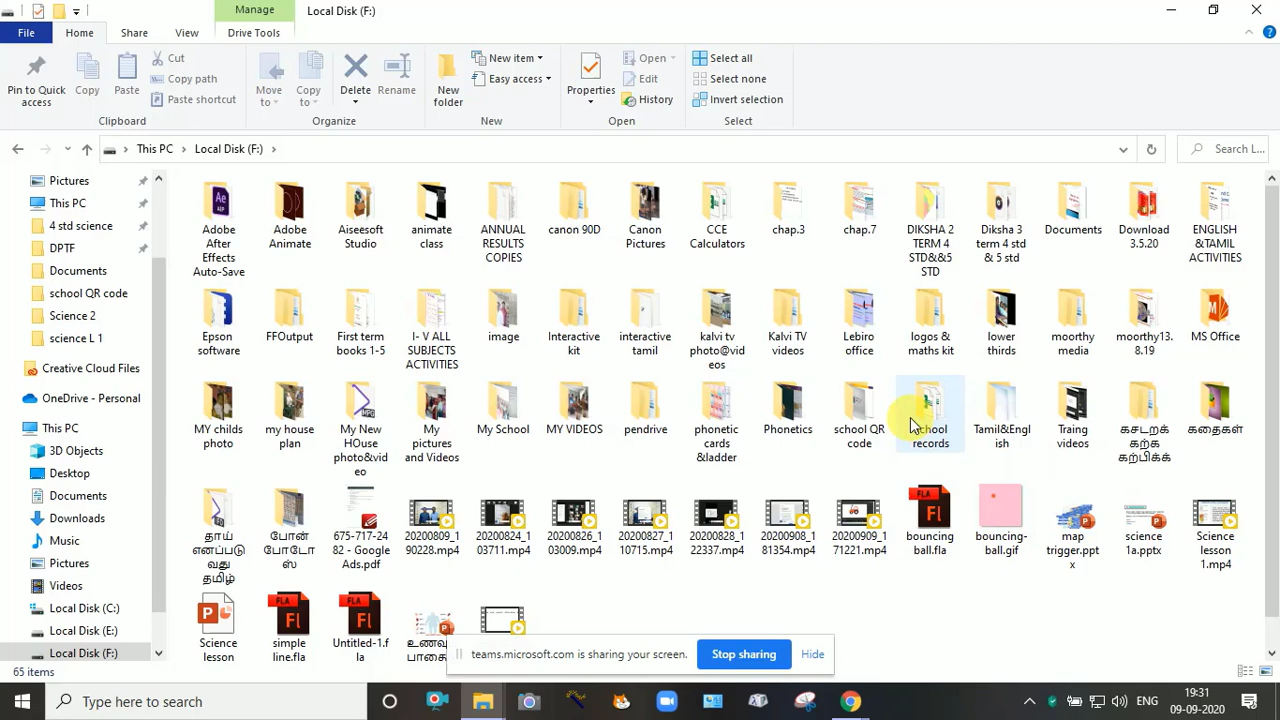 Manage
Local Disk (F:)
File
Home
Share
View
Drive Tools
Pin to Quick
access
Copy
Paste
Cut
Copy path
Paste shortcut
Clipboard
Move
to
Copy
to
Delete
Rename
Organize
New
folder
New item
Easy access
New
Properties
Open
Edit
History
Open
Select all
Select none
Invert selection
Select
This PC
Local Disk (F:)
Search L...
Pictures
This PC
4 std science
DPTF
Documents
school QR code
Science 2
science L 1
Creative Cloud Files
OneDrive - Personal
This PC
3D Objects
Desktop
Documents
Downloads
Music
Pictures
Videos
Local Disk (C:)
Local Disk (E:)
Local Disk (F:)
Adobe
After
Effects
Auto-Save
Adobe
Animate
Aiseesoft
Studio
animate
class
ANNUAL
RESULTS
COPIES
canon 90D
Canon
Pictures
CCE
Calculators
chap.3
chap.7
DIKSHA 2
TERM 4
STD&&5
STD
Diksha 3
term 4 std
& 5 std
Documents
Download
3.5.20
ENGLISH
&TAMIL
ACTIVITIES
Epson
software
FFOutput
First term
books 1-5
I- V ALL
SUBJECTS
ACTIVITIES
image
Interactive
kit
interactive
tamil
kalvi tv
photo@vid
eos
Kalvi TV
videos
Lebiro
office
logos &
maths kit
lower
thirds
moorthy
media
moorthy13.
8.19
MS Office
MY childs
photo
my house
plan
My New
HOuse
photo&vid
eo
My
pictures
and Videos
My School
MY VIDEOS
pendrive
phonetic
cards
&ladder
Phonetics
school QR
code
school
records
Tamil&Engl
ish
Traing
videos
கசடறக்
கற்க
கற்பிக்க
கதைகள்
தாய்
எனப்படு
வது
தமிழ்
போன்
போடோ
ஸ்
675-717-24
82 - Google
Ads.pdf
20200809_1
90228.mp4
20200824_1
03711.mp4
20200826_1
03009.mp4
20200827_1
10715.mp4
20200828_1
22337.mp4
20200908_1
81354.mp4
20200909_1
71221.mp4
bouncing
ball.fla
bouncing-
ball.gif
map
trigger.ppt
x
science
1a.pptx
Science
lesson
1.mp4
Science
lesson
simple
line.fla
Untitled-1.f
la
teams.microsoft.com is sharing your screen.
Stop sharing
Hide
65 items
Type here to search
ENG
19:31
09-09-2020